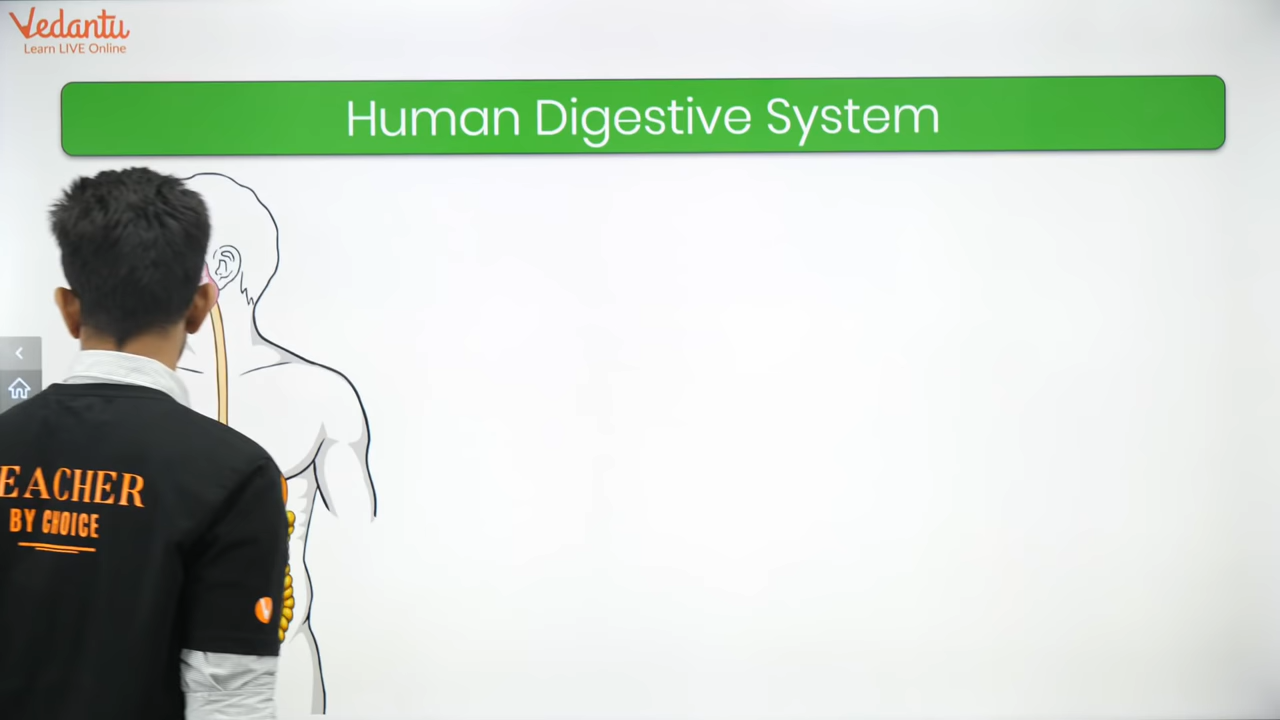 Vedantu
Learn LIVE Online
Human Digestive System
EACHER
BY CHOICE